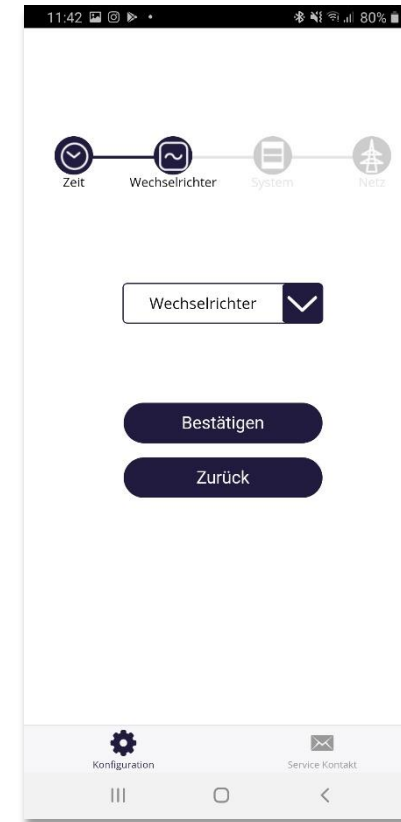 11:42 80%
Zeit Wechselrichter System Netz
Wechselrichter
Bestätigen
Zurück
Konfiguration Service Kontakt